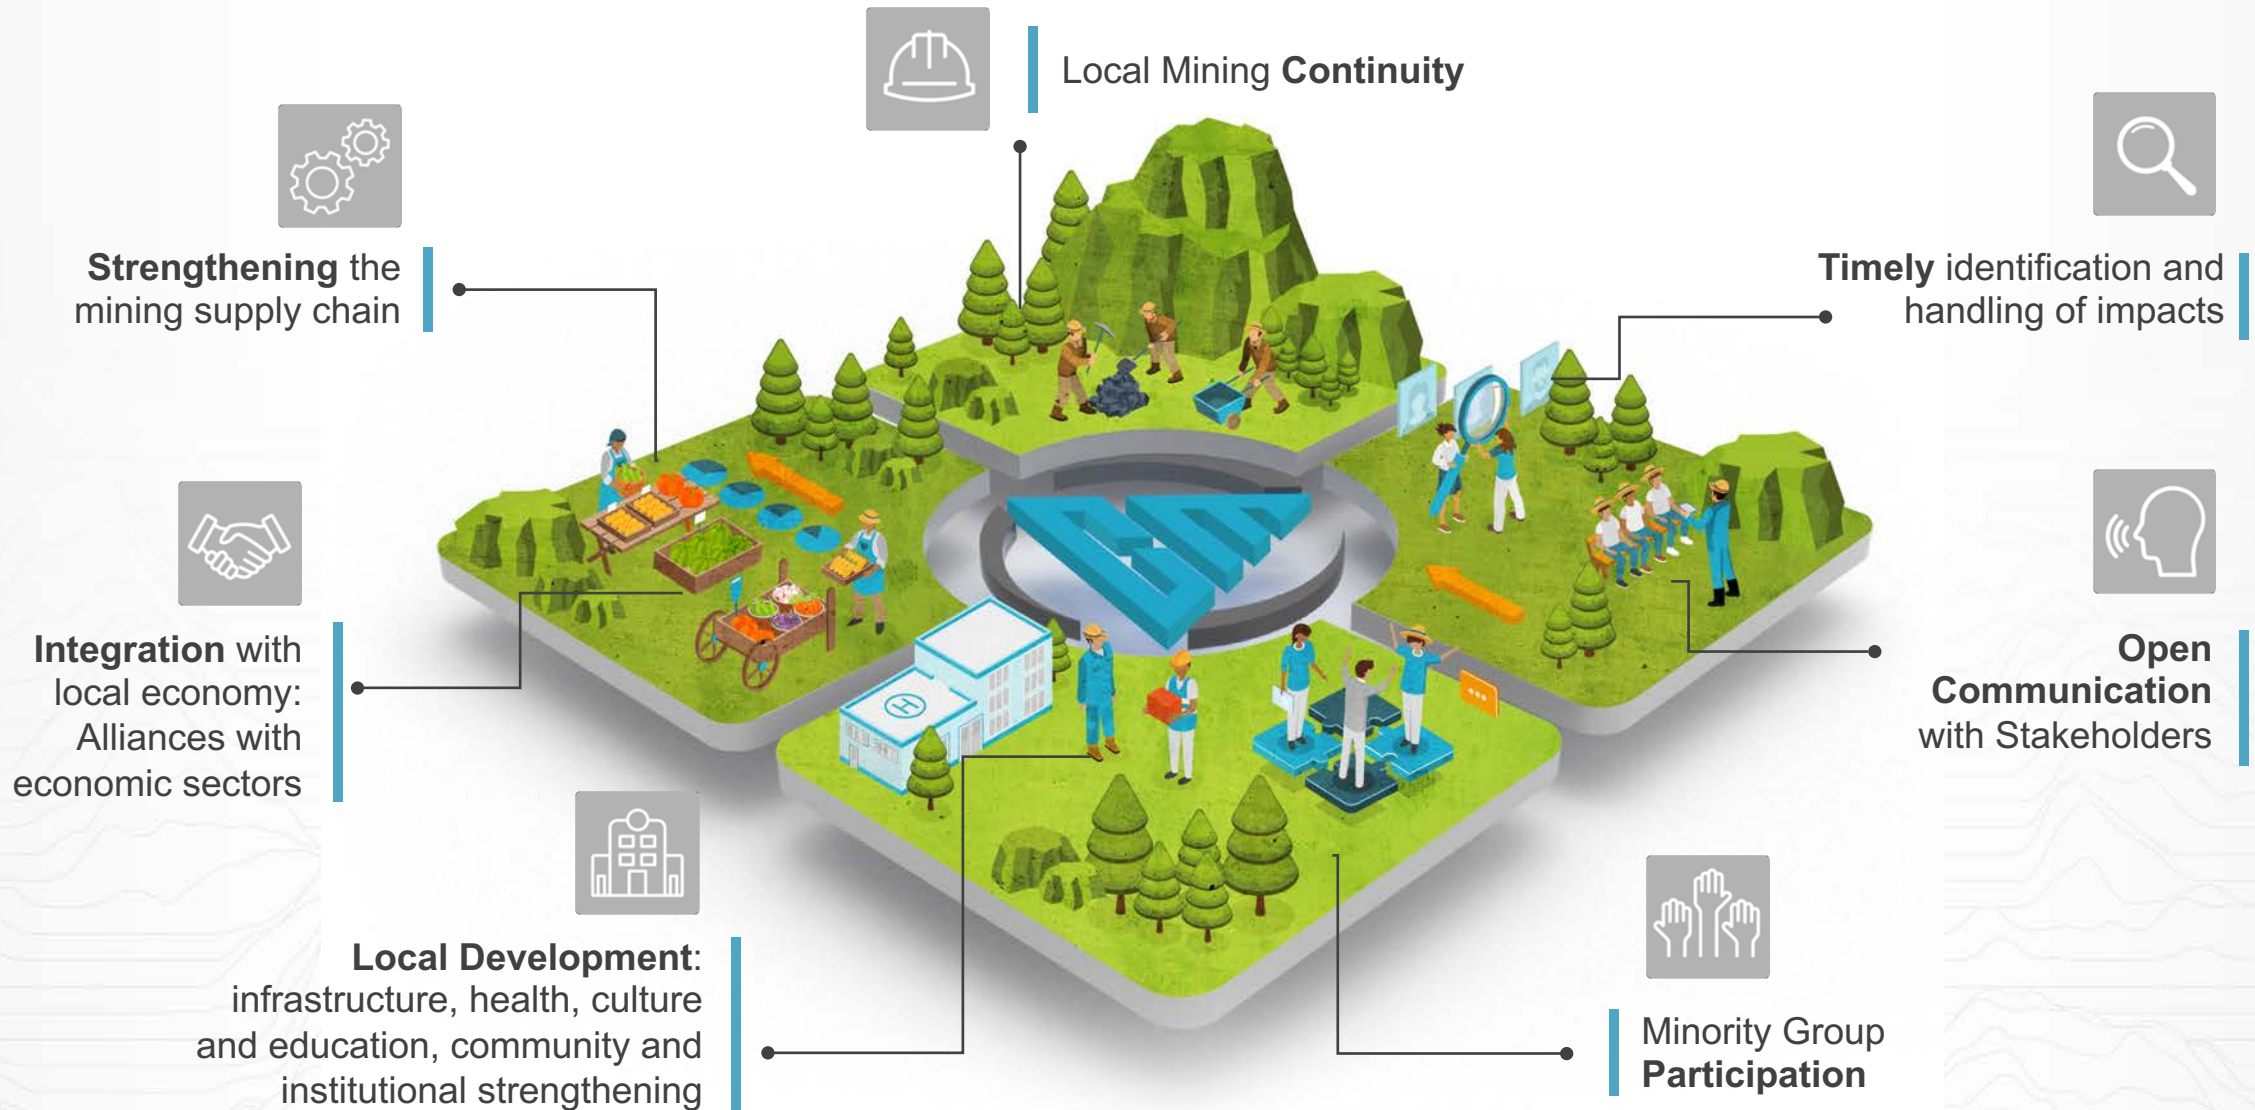 Local Mining Continuity
Strengthening the
mining supply chain
Timely identification and
handling of impacts
Integration with
local economy:
Alliances with
economic sectors
Open
Communication
with Stakeholders
Local Development:
infrastructure, health, culture
and education, community and
institutional strengthening
Minority Group
Participation
H